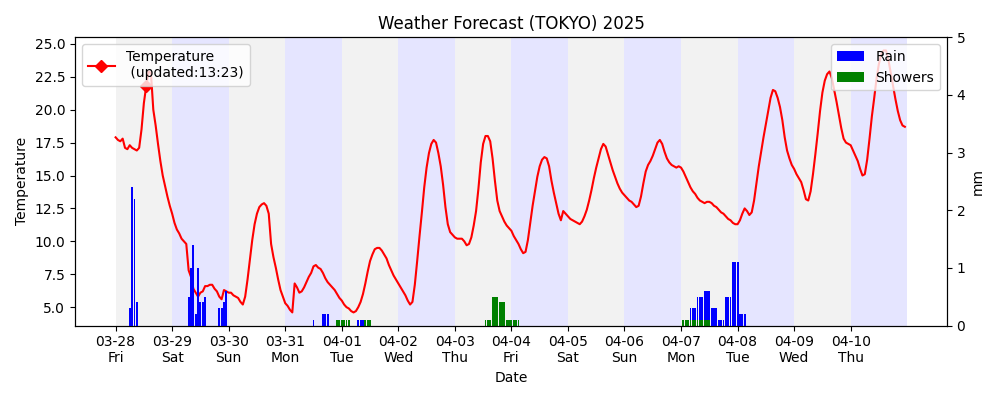 Weather Forecast (TOKYO) 2025
Temperature
(updated:13:23)
Rain
Showers
25.0
22.5
20.0
17.5
15.0
12.5
10.0
7.5
5.0
Temperature
5
4
3
2
1
0
mm
03-28 03-29 03-30 03-31 04-01 04-02 04-03 04-04 04-05 04-06 04-07 04-08 04-09 04-10
Fri Sat Sun Mon Tue Wed Thu Fri Sat Sun Mon Tue Wed Thu
Date